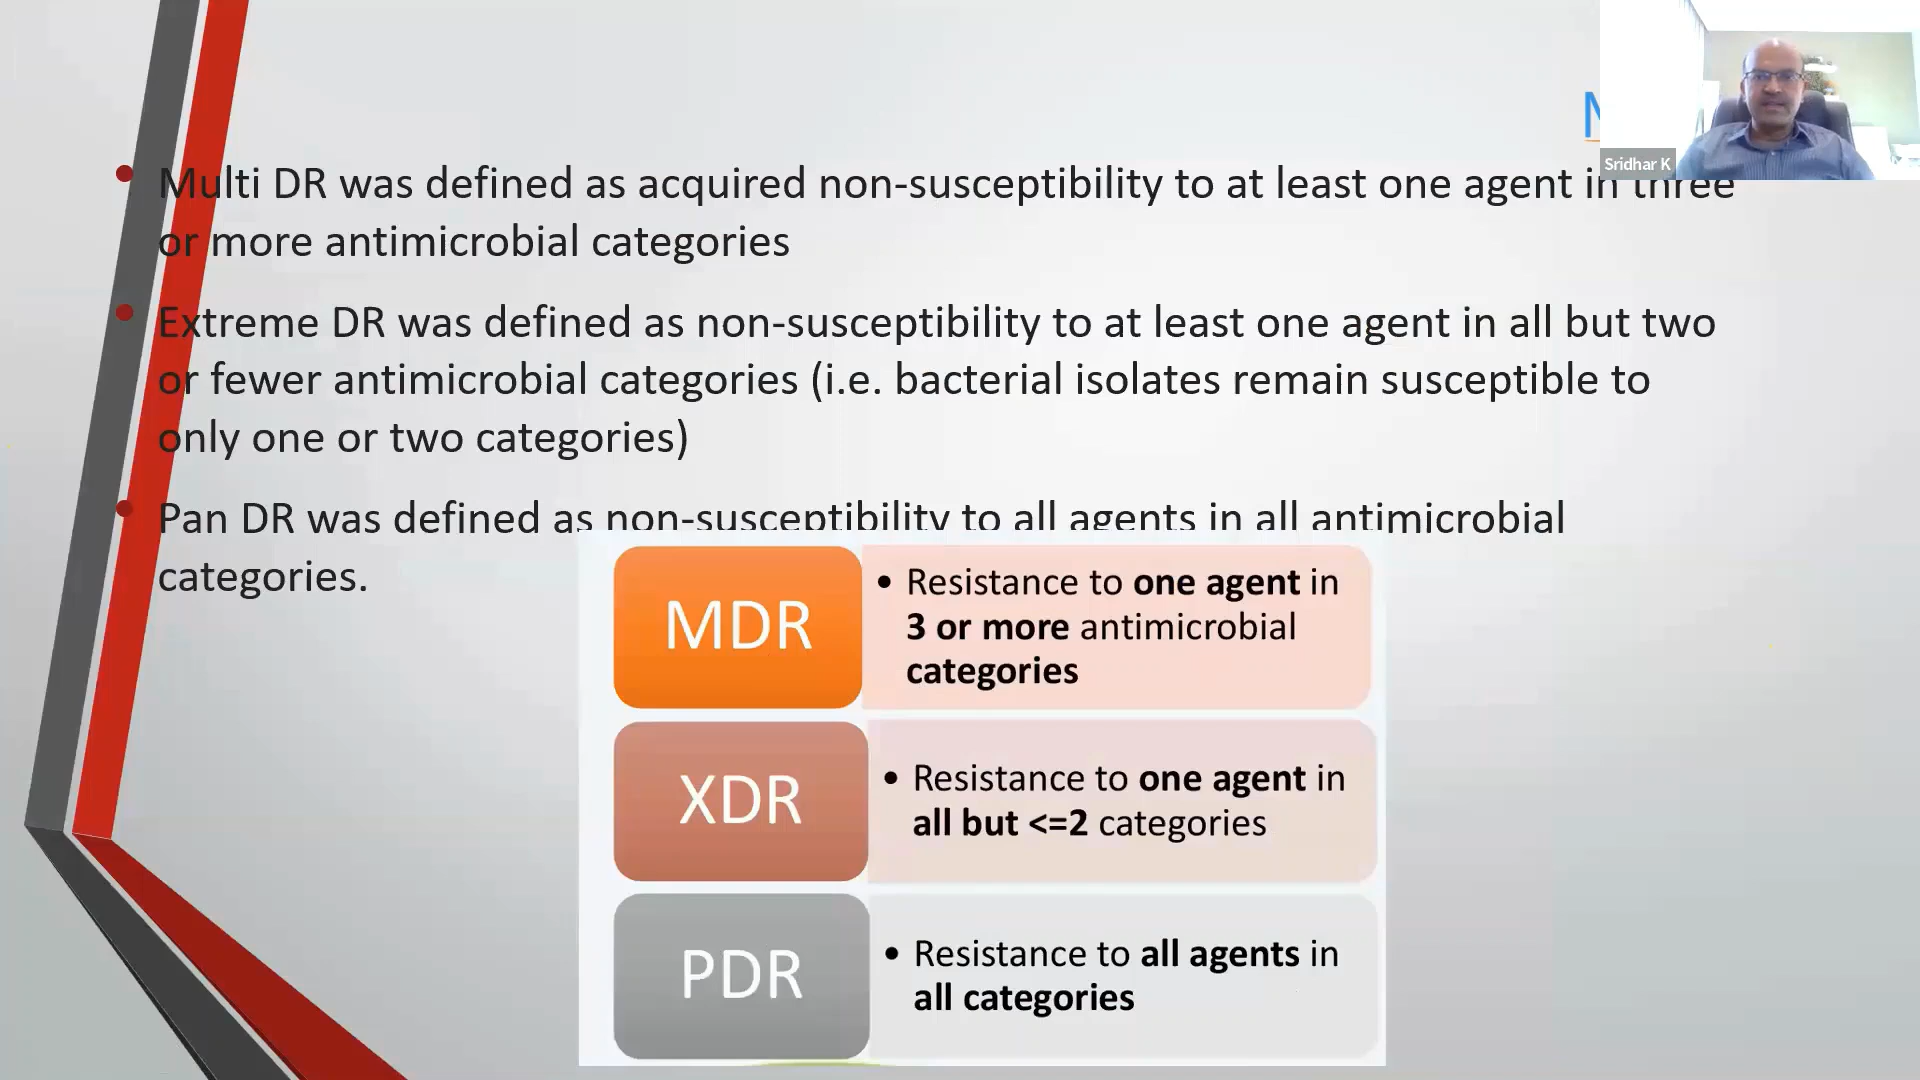 Sridhar K
• Multi DR was defined as acquired non-susceptibility to at least one agent in three
or more antimicrobial categories
• Extreme DR was defined as non-susceptibility to at least one agent in all but two
or fewer antimicrobial categories (i.e. bacterial isolates remain susceptible to
only one or two categories)
• Pan DR was defined as non-susceptibility to all agents in all antimicrobial
categories.
MDR
• Resistance to one agent in
3 or more antimicrobial
categories
XDR
• Resistance to one agent in
all but <=2 categories
PDR
• Resistance to all agents in
all categories